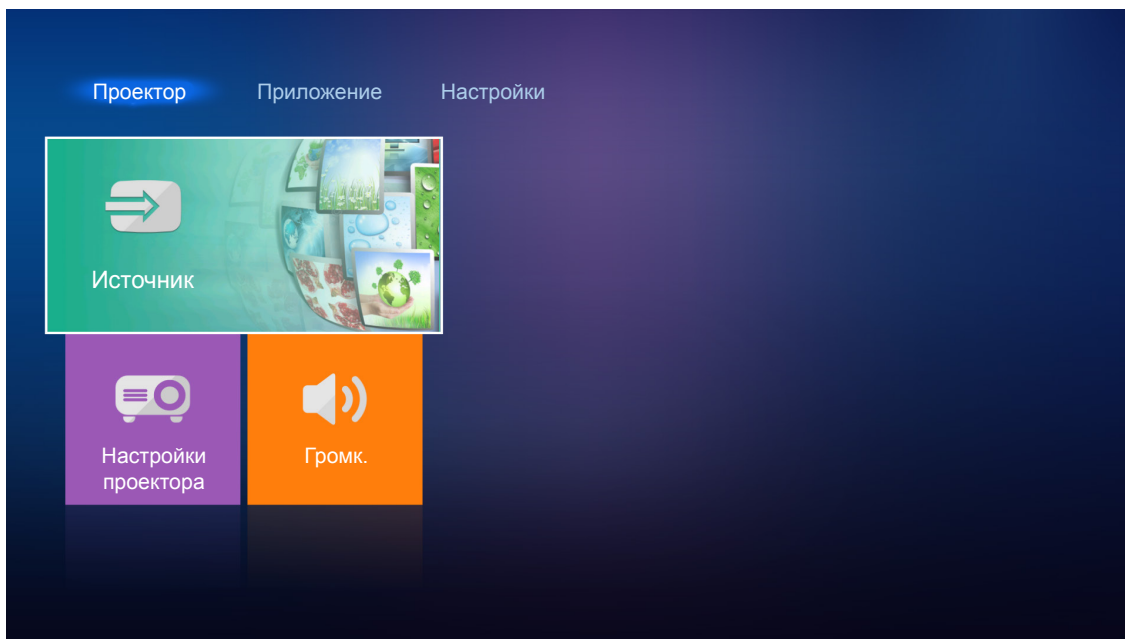 Проектор Приложение Настройки
Источник
Настройки Громк.
проектора